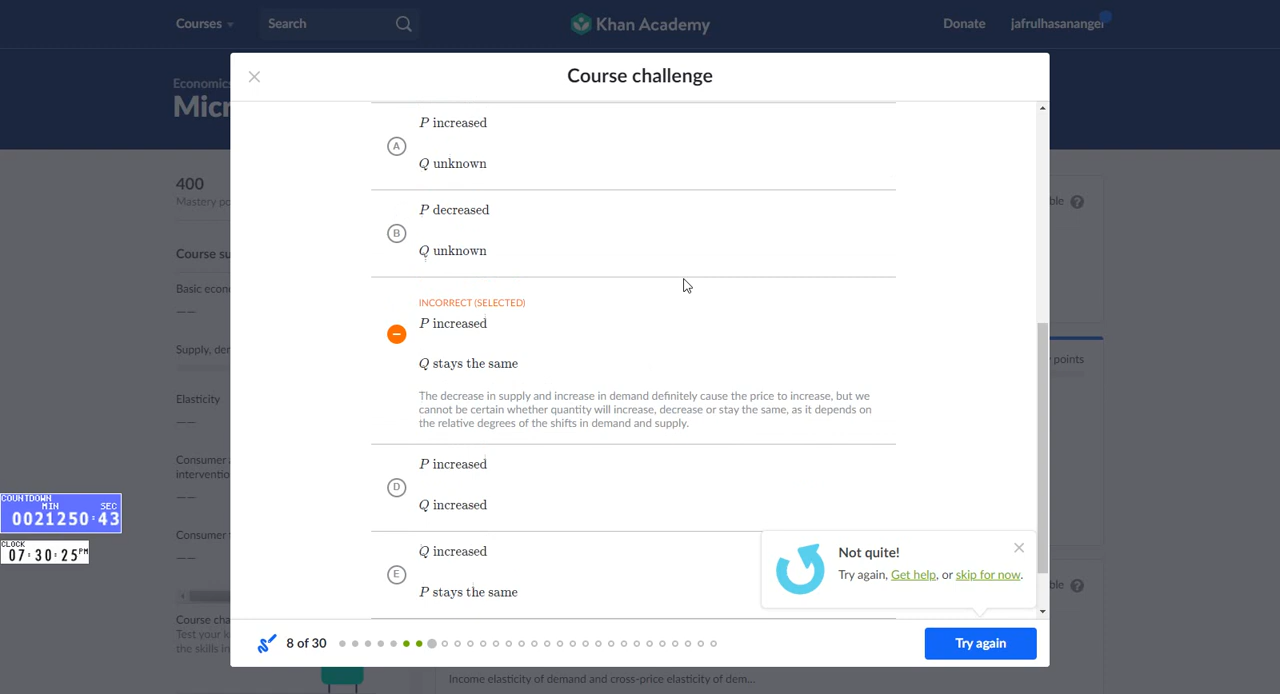 Courses
Search
Khan Academy
Donate
jafrulhasananger
Economics
Micr
Course challenge
400
Mastery po
Course su
Basic econ
——
Supply, de
Elasticity
——
Consumer a
intervention
——
Consumer
——
Course cha
Test your k
the skills in
A
P increased
Q unknown
B
P decreased
Q unknown
INCORRECT (SELECTED)
P increased
Q stays the same
The decrease in supply and increase in demand definitely cause the price to increase, but we
cannot be certain whether quantity will increase, decrease or stay the same, as it depends on
the relative degrees of the shifts in demand and supply.
D
P increased
Q increased
E
Q increased
P stays the same
Not quite!
Try again, Get help, or skip for now.
8 of 30
Try again
ble ?
points
ble ?
COUNTDOWN
MIN SEC
0021250:43
CLOCK
07:30:25PM
Income elasticity of demand and cross-price elasticity of dem...